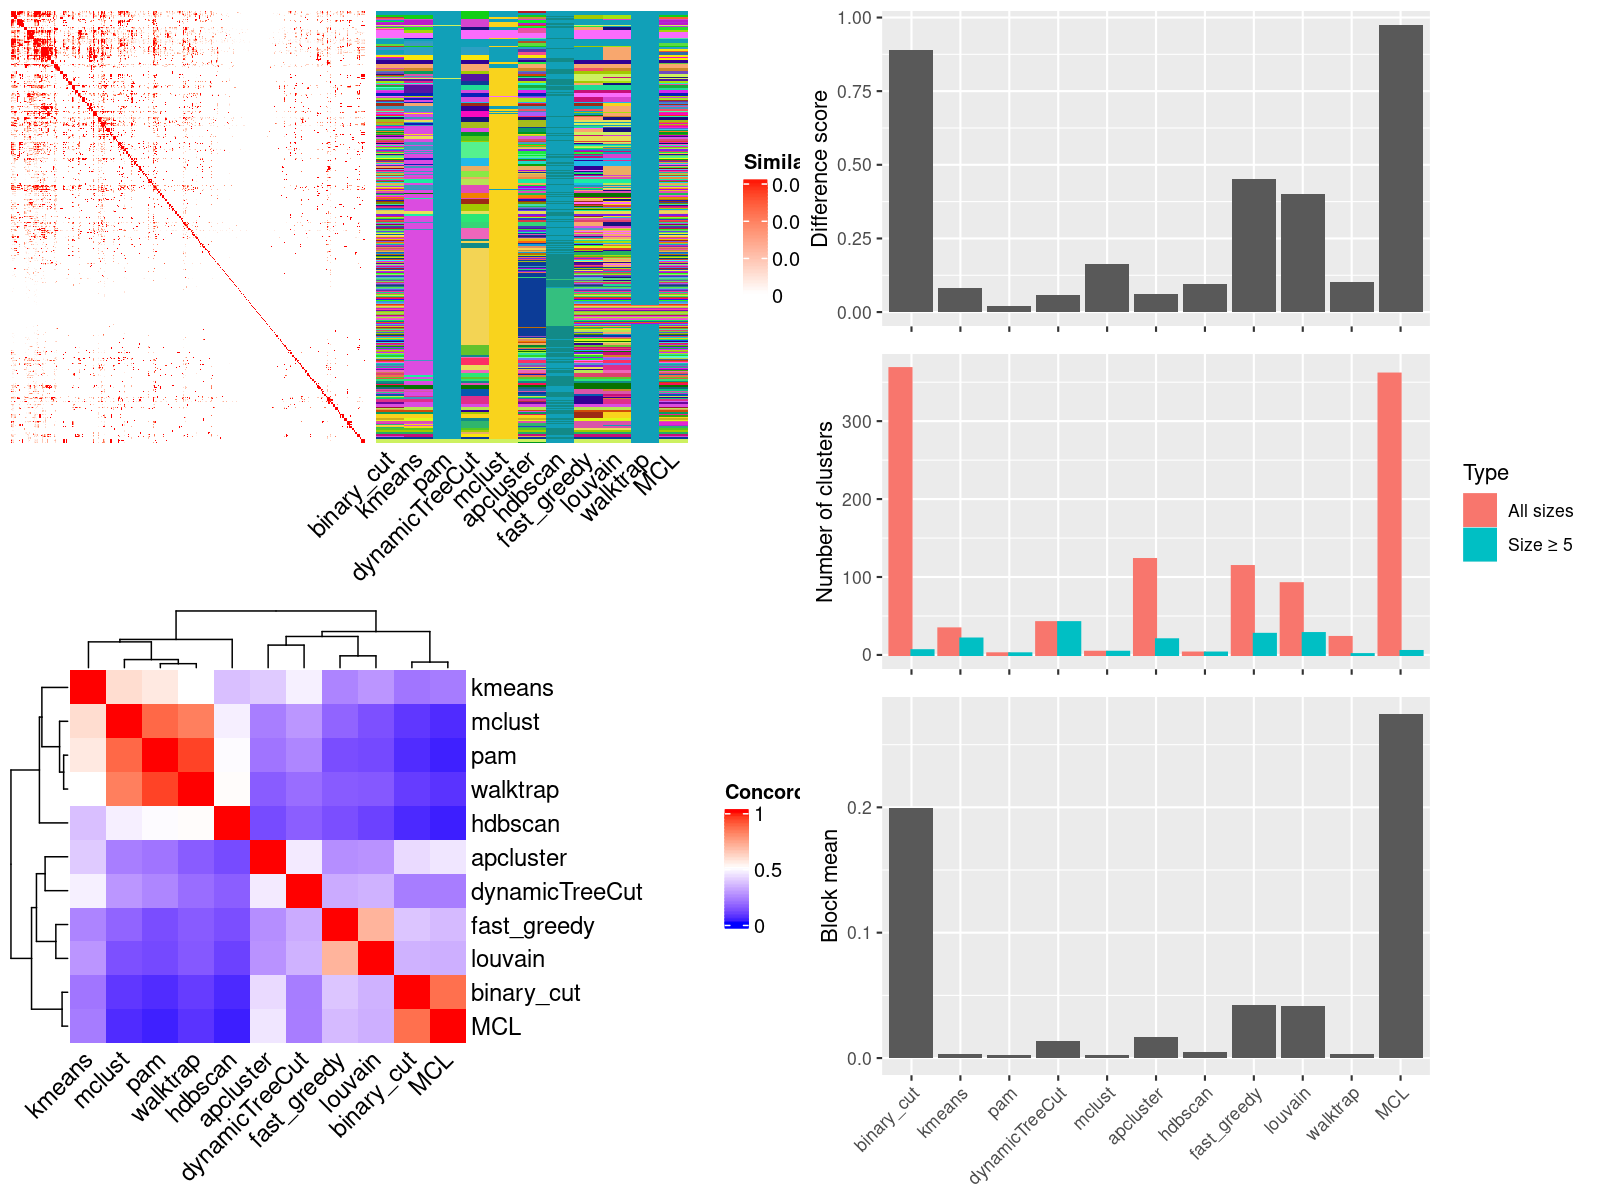 Simila
0.0
0.0
0.0
0
binary_cut
kmeans
pam
dynamicTreeCut
mclust
apcluster
hdbscan
fast_greedy
louvain
walktrap
MCL
kmeans
mclust
pam
walktrap
hdbscan
apcluster
dynamicTreeCut
fast_greedy
louvain
binary_cut
MCL
kmeans
mclust
pam
walktrap
hdbscan
apcluster
dynamicTreeCut
fast_greedy
louvain
binary_cut
MCL
Concord
1
0.5
0
Difference score
1.00
0.75
0.50
0.25
0.00
Number of clusters
300
200
100
0
Type
All sizes
Size ≥ 5
Block mean
0.2
0.1
0.0
binary_cut
kmeans
pam
dynamicTreeCut
mclust
apcluster
hdbscan
fast_greedy
louvain
walktrap
MCL